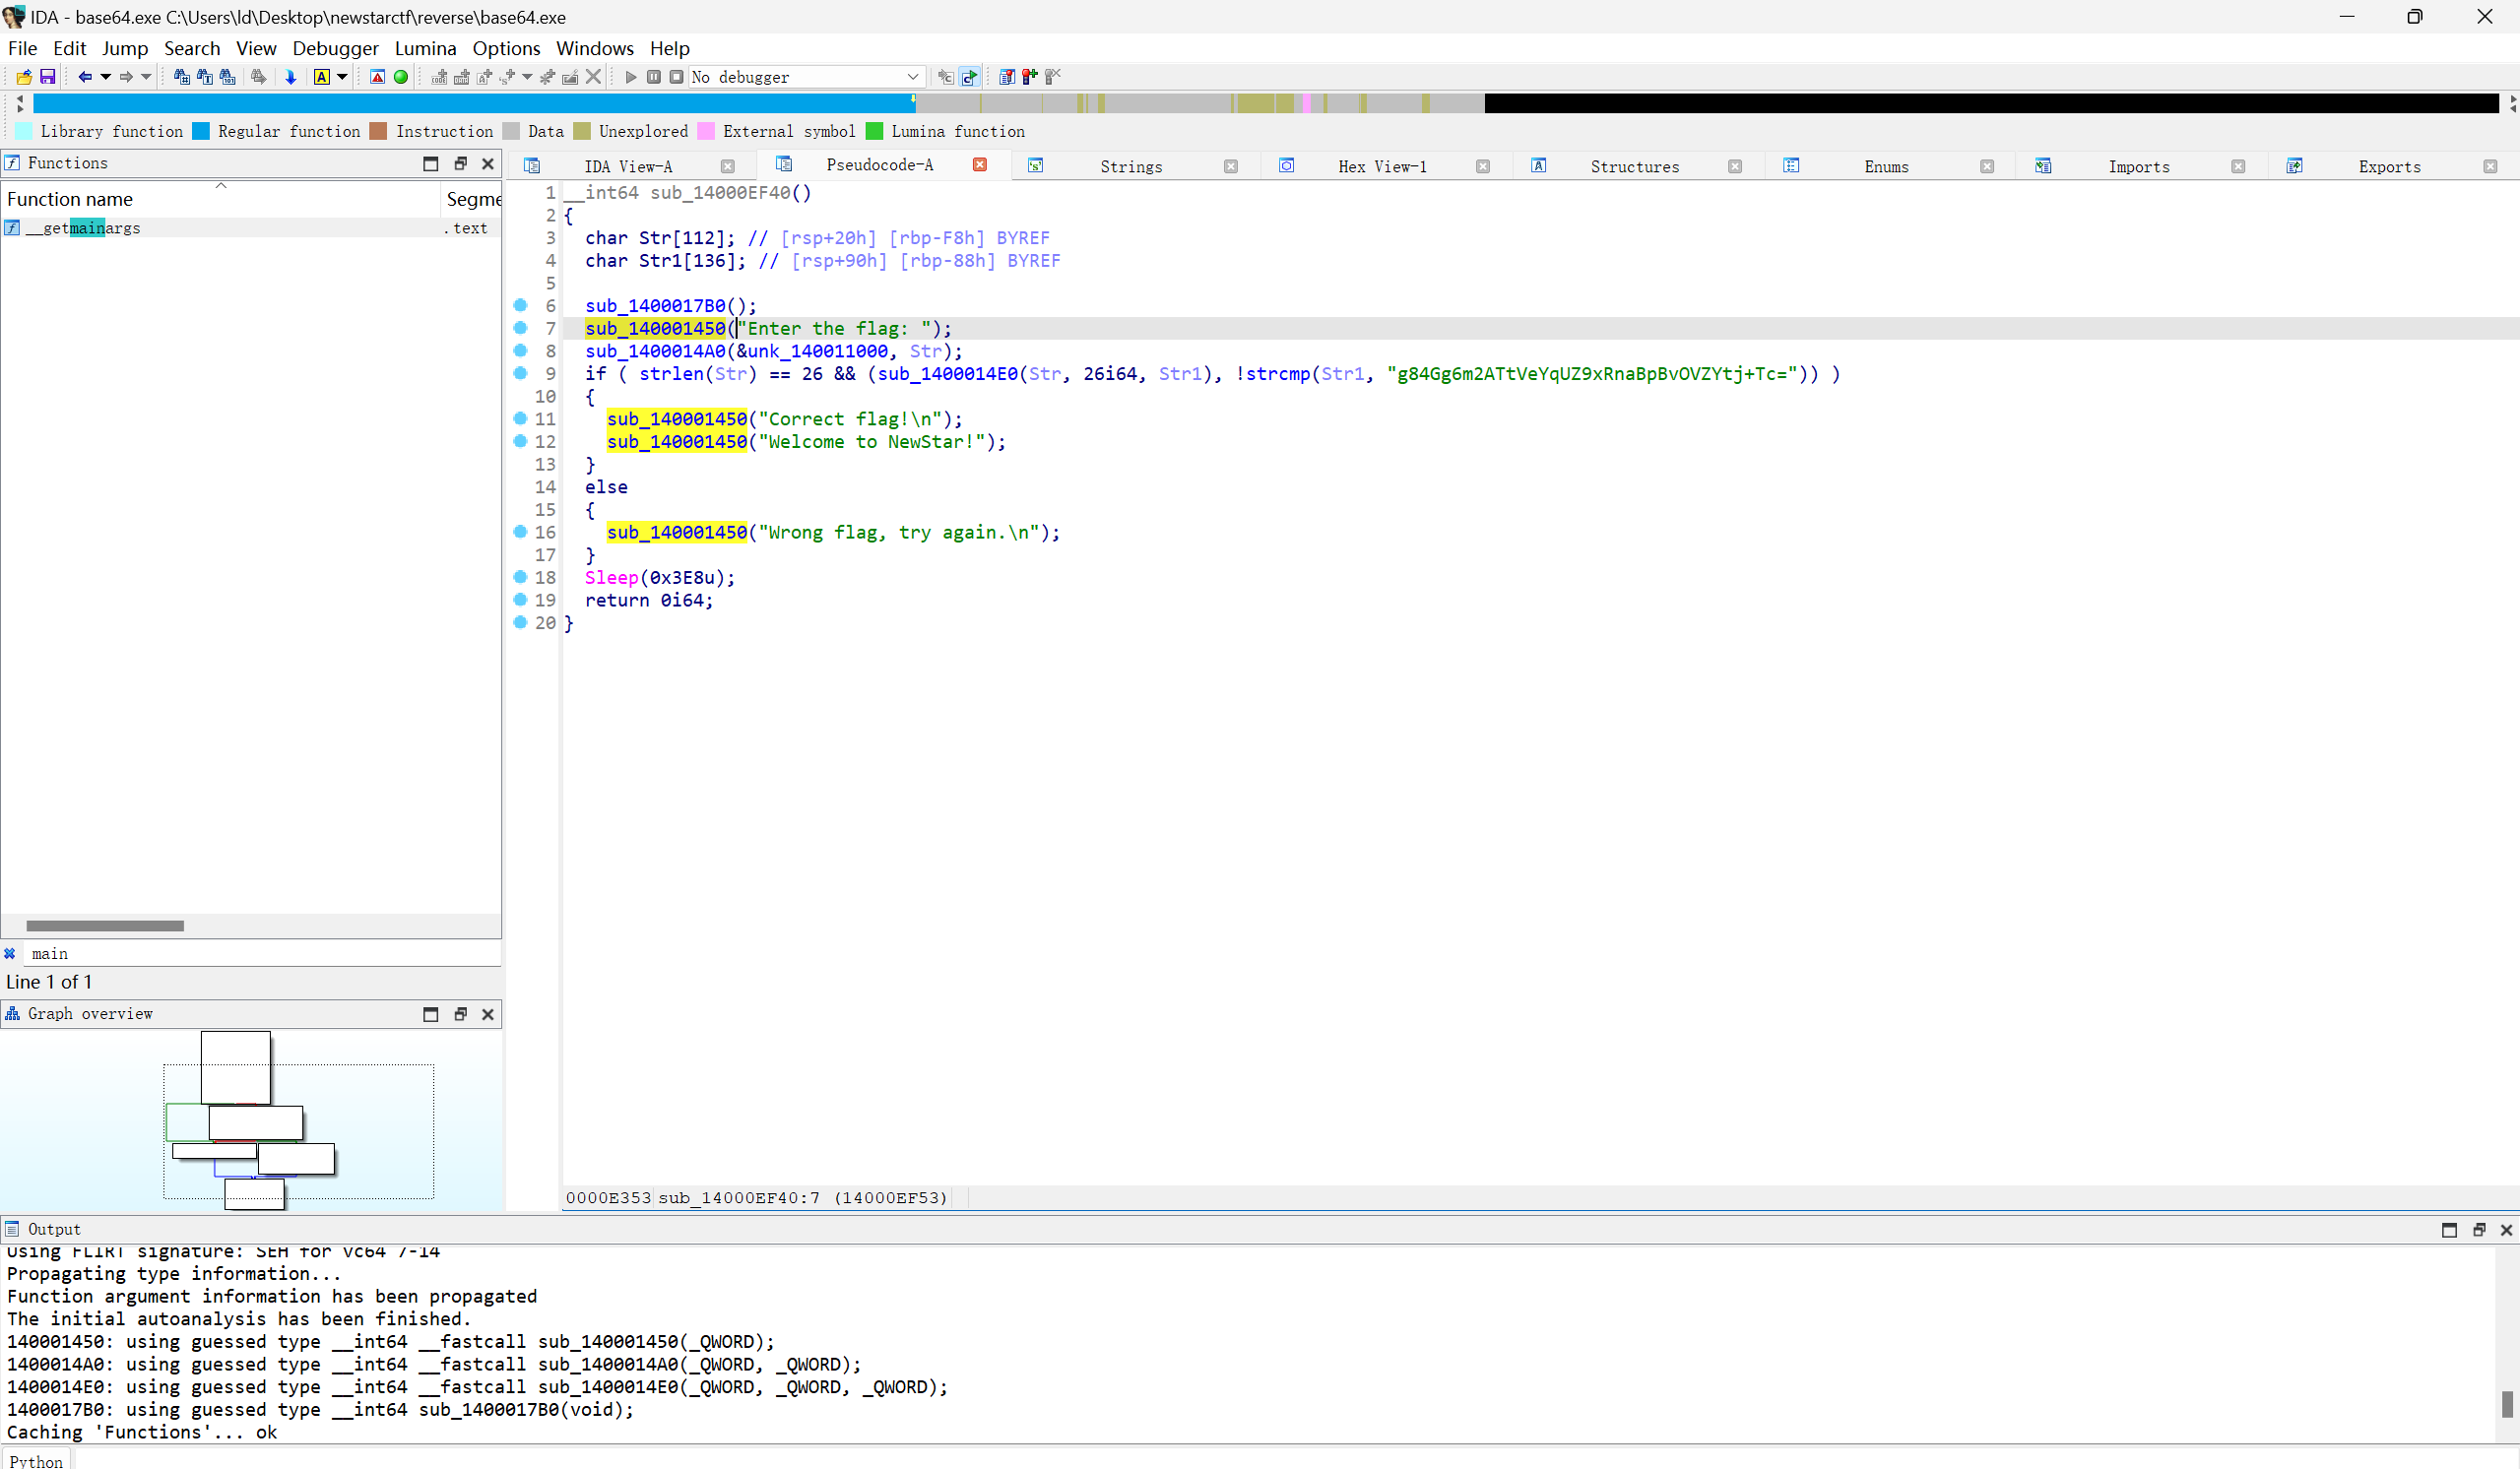 IDA - base64.exe C:\Users\ld\Desktop\newstarctf\reverse\base64.exe
File Edit Jump Search View Debugger Lumina Options Windows Help
No debugger
Library function Regular function Instruction Data Unexplored External symbol Lumina function
Functions
Function name Segme
__getmainargs .text
main
Line 1 of 1
Graph overview
IDA View-A Pseudocode-A Strings Hex View-1 Structures Enums Imports Exports
1 __int64 sub_14000EF40()
2 {
3 char Str[112]; // [rsp+20h] [rbp-F8h] BYREF
4 char Str1[136]; // [rsp+90h] [rbp-88h] BYREF
5
6 sub_1400017B0();
7 sub_140001450("Enter the flag: ");
8 sub_1400014A0(&unk_140011000, Str);
9 if ( strlen(Str) == 26 && (sub_1400014E0(Str, 26i64, Str1), !strcmp(Str1, "g84Gg6m2ATtVeYqUZ9xRnaBpBvOVZYtj+Tc=")) )
10 {
11 sub_140001450("Correct flag!\n");
12 sub_140001450("Welcome to NewStar!");
13 }
14 else
15 {
16 sub_140001450("Wrong flag, try again.\n");
17 }
18 Sleep(0x3E8u);
19 return 0i64;
20 }
0000E353 sub_14000EF40:7 (14000EF53)
Output
Using FLIRT signature: SEH for vc64 7-14
Propagating type information...
Function argument information has been propagated
The initial autoanalysis has been finished.
140001450: using guessed type __int64 __fastcall sub_140001450(_QWORD);
1400014A0: using guessed type __int64 __fastcall sub_1400014A0(_QWORD, _QWORD);
1400014E0: using guessed type __int64 __fastcall sub_1400014E0(_QWORD, _QWORD, _QWORD);
1400017B0: using guessed type __int64 sub_1400017B0(void);
Caching 'Functions'... ok
Python